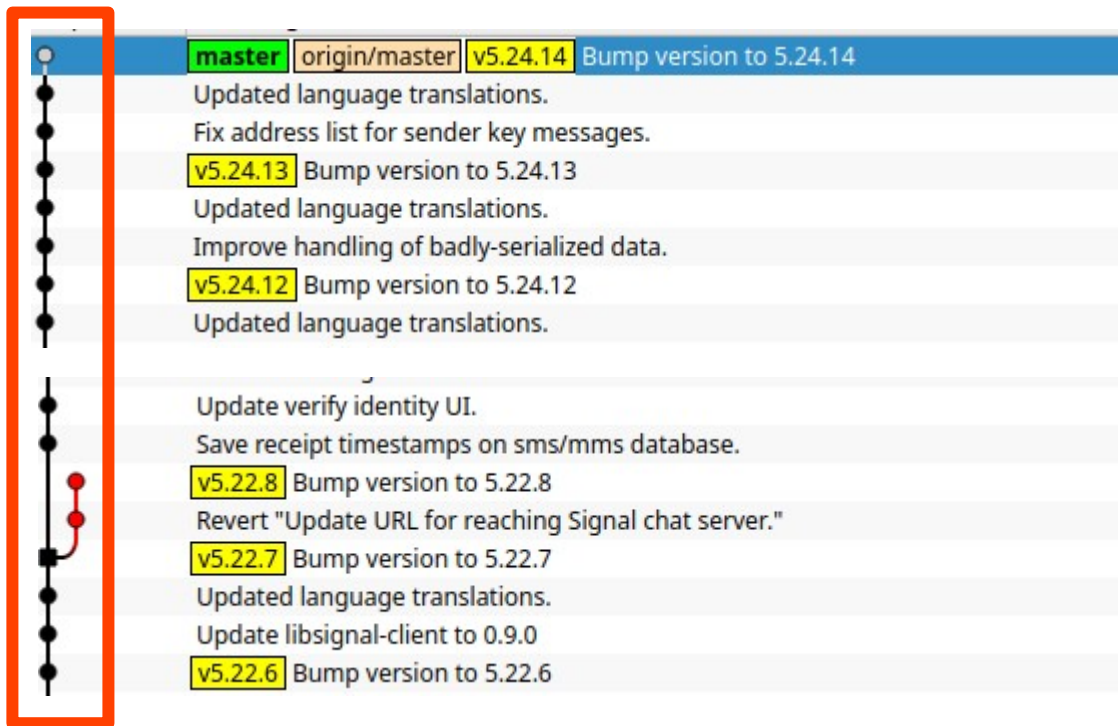 master origin/master v5.24.14 Bump version to 5.24.14
Updated language translations.
Fix address list for sender key messages.
v5.24.13 Bump version to 5.24.13
Updated language translations.
Improve handling of badly-serialized data.
v5.24.12 Bump version to 5.24.12
Updated language translations.
Update verify identity UI.
Save receipt timestamps on sms/mms database.
v5.22.8 Bump version to 5.22.8
Revert "Update URL for reaching Signal chat server."
v5.22.7 Bump version to 5.22.7
Updated language translations.
Update libsignal-client to 0.9.0
v5.22.6 Bump version to 5.22.6